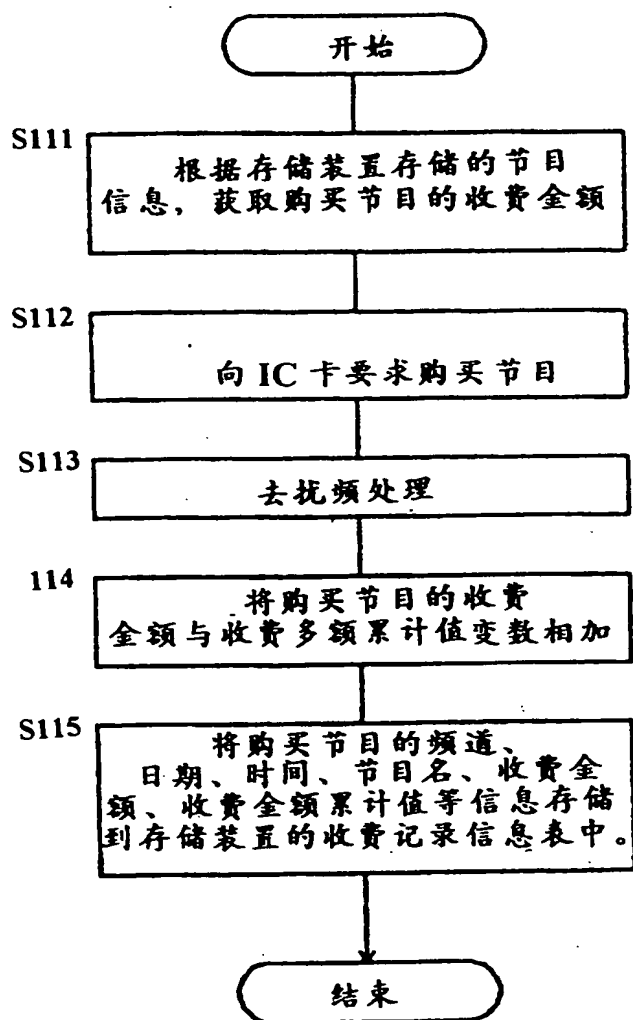 开始
S111
根据存储装置存储的节目
信息，获取购买节目的收费金额
S112
向 IC 卡要求购买节目
S113
去扰频处理
114
将购买节目的收费
金额与收费多额累计值变数相加
S115
将购买节目的频道、
日期、时间、节目名、收费金
额、收费金额累计值等信息存储
到存储装置的收费记录信息表中。
结束